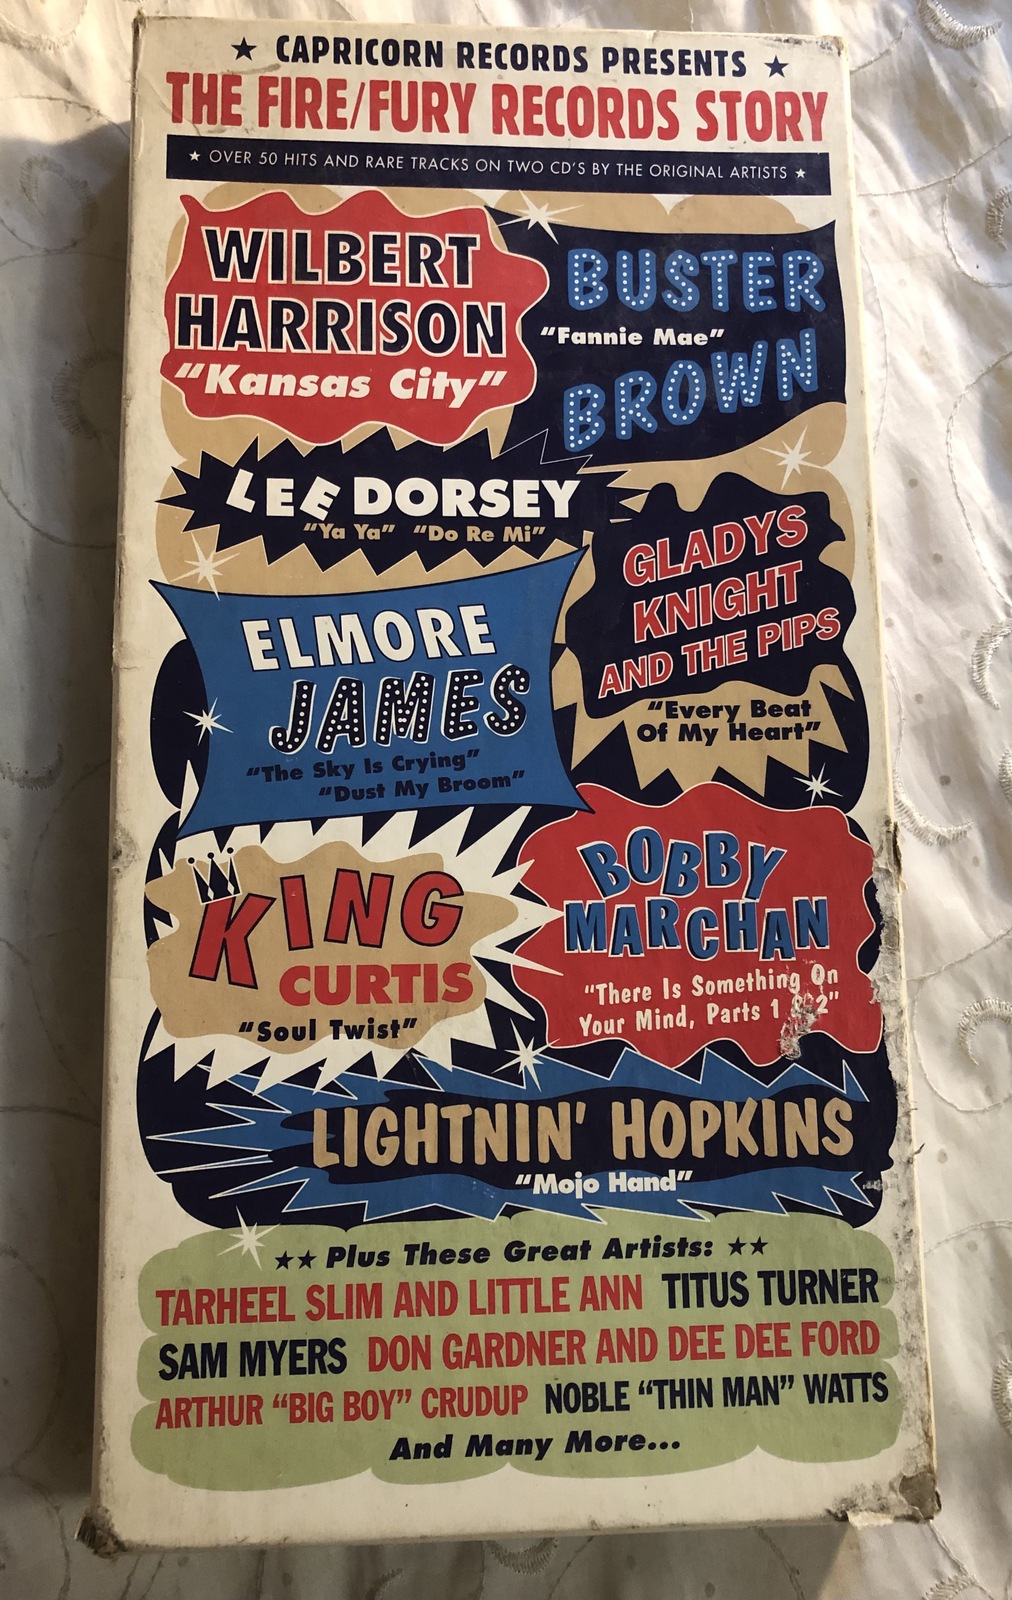 ★ CAPRICORN RECORDS PRESENTS ★
THE FIRE/FURY RECORDS STORY
★ OVER 50 HITS AND RARE TRACKS ON TWO CD'S BY THE ORIGINAL ARTISTS ★
WILBERT
HARRISON
"Kansas City"
BUSTER
"Fannie Mae"
BROWN
LEE DORSEY
"Ya Ya" "Do Re Mi"
GLADYS
KNIGHT
AND THE PIPS
"Every Beat
Of My Heart"
ELMORE
JAMES
"The Sky Is Crying"
"Dust My Broom"
KING
CURTIS
"Soul Twist"
BOBBY
MARCHAN
"There Is Something On
Your Mind, Parts 1 & 2"
LIGHTNIN' HOPKINS
"Mojo Hand"
★★ Plus These Great Artists: ★★
TARHEEL SLIM AND LITTLE ANN TITUS TURNER
SAM MYERS DON GARDNER AND DEE DEE FORD
ARTHUR "BIG BOY" CRUDUP NOBLE "THIN MAN" WATTS
And Many More...